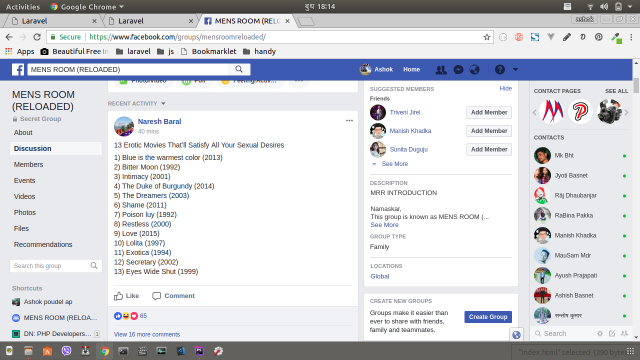 Activities
Google Chrome
बुध 18:14
Laravel
Laravel
MENS ROOM (RELO
ashok
Secure
https://www.facebook.com/groups/mensroomreloaded/
Apps
Beautiful Free In
laravel
js
Bookmarklet
handy
MENS ROOM (RELOADED)
Ashok
Home
MENS ROOM
(RELOADED)
Secret Group
About
Discussion
Members
Events
Videos
Photos
Files
Recommendations
Search this group
Shortcuts
Ashok poudel ap
MENS ROOM (RELOA...
DN: PHP Developers...
1
Photo/Video
Poll
Feeling/Activ...
RECENT ACTIVITY
Naresh Baral
40 mins
13 Erotic Movies That'll Satisfy All Your Sexual Desires
1) Blue is the warmest color (2013)
2) Bitter Moon (1992)
3) Intimacy (2001)
4) The Duke of Burgundy (2014)
5) The Dreamers (2003)
6) Shame (2011)
7) Poison Iuy (1992)
8) Restless (2000)
9) Love (2015)
10) Lolita (1997)
11) Exotica (1994)
12) Secretary (2002)
13) Eyes Wide Shut (1999)
Like
Comment
65
View 16 more comments
SUGGESTED MEMBERS
Hide
Friends
Triveni Jirel
Add Member
Manish Khadka
Add Member
Sunita Duguju
Add Member
See More
DESCRIPTION
MRR INTRODUCTION
Namaskar,
This group is known as MENS ROOM (...
See More
GROUP TYPE
Family
LOCATIONS
Global
CREATE NEW GROUPS
Groups make it easier than
ever to share with friends,
family and teammates.
Create Group
CONTACT PAGES
SEE ALL
CONTACTS
Mk Bht
Jyoti Basnet
Räj Dhaubanjar
RaBina Pakka
Manish Khadka
MauSam Mdr
Ayush Prajapati
Ashish Basnet
सन्तोष कुमार
Search
"index.html" selected (290 bytes)